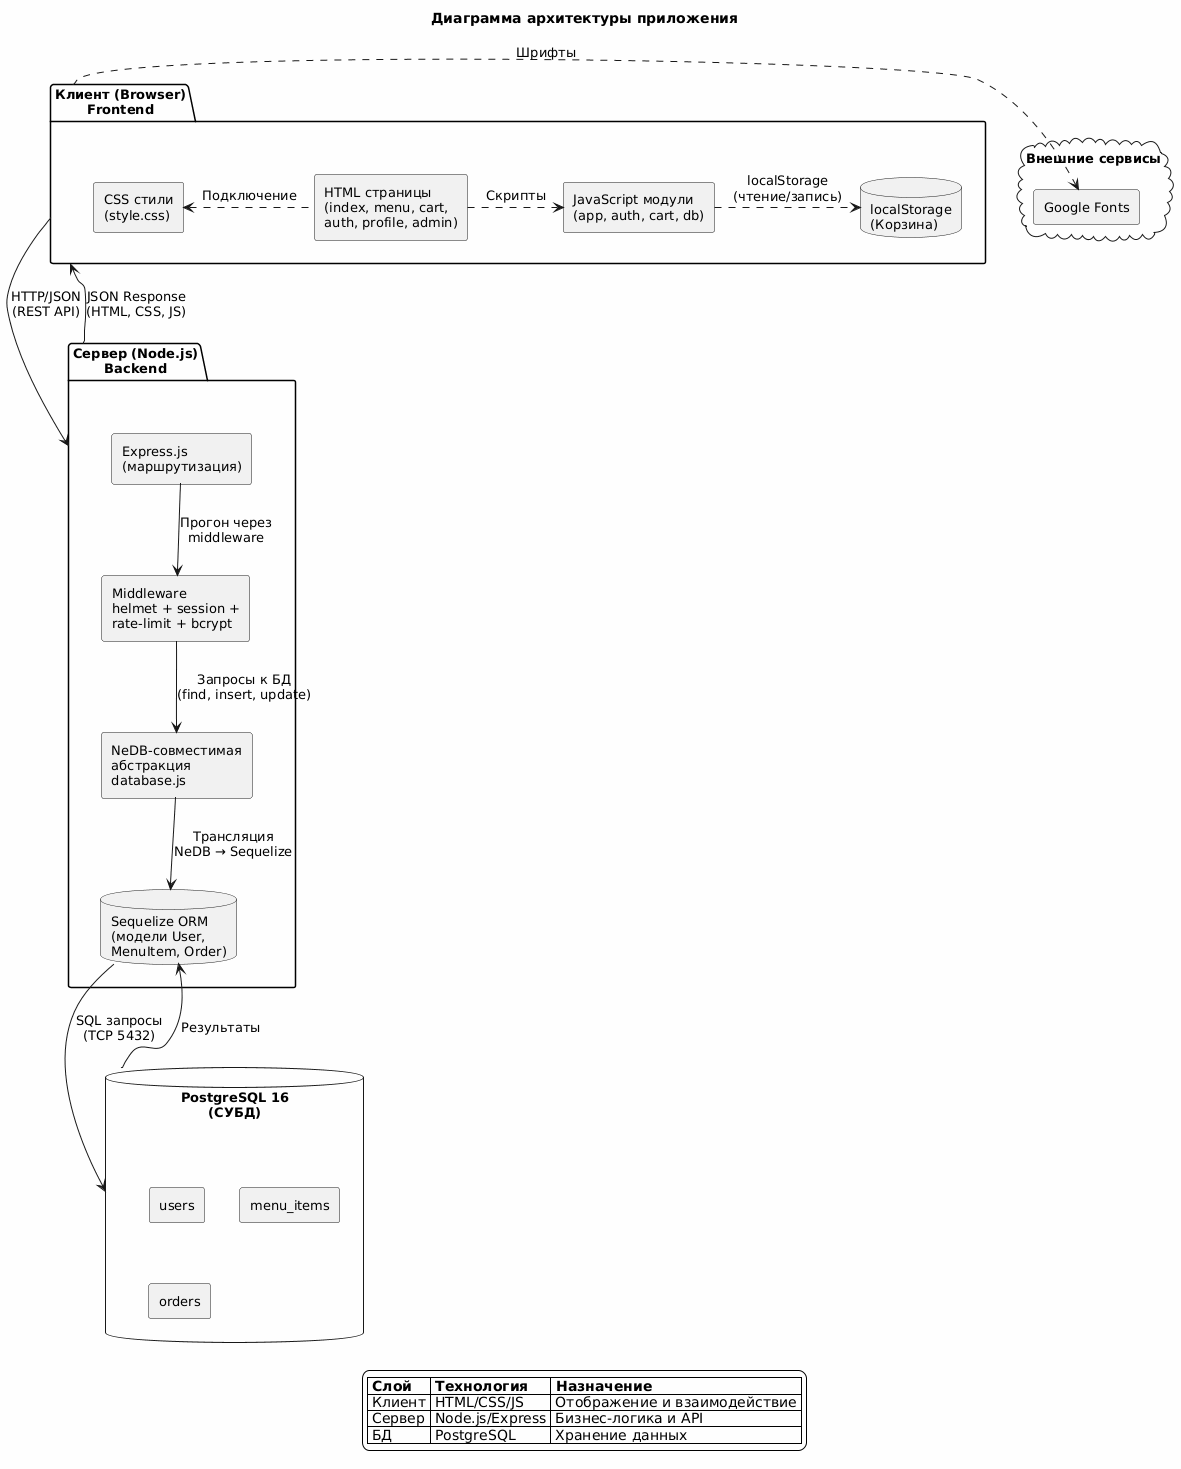 Диаграмма архитектуры приложения
Шрифты
Клиент (Browser)
Frontend
Внешние сервисы
Google Fonts
CSS стили
(style.css)
Подключение
HTML страницы
(index, menu, cart,
auth, profile, admin)
Скрипты
JavaScript модули
(app, auth, cart, db)
localStorage
(чтение/запись)
localStorage
(Корзина)
HTTP/JSON
(REST API)
JSON Response
(HTML, CSS, JS)
Сервер (Node.js)
Backend
Express.js
(маршрутизация)
Прогон через
middleware
Middleware
helmet + session +
rate-limit + bcrypt
Запросы к БД
(find, insert, update)
NeDB-совместимая
абстракция
database.js
Трансляция
NeDB → Sequelize
Sequelize ORM
(модели User,
MenuItem, Order)
SQL запросы
(TCP 5432)
Результаты
PostgreSQL 16
(СУБД)
users
menu_items
orders
Слой Технология Назначение
Клиент HTML/CSS/JS Отображение и взаимодействие
Сервер Node.js/Express Бизнес-логика и API
БД PostgreSQL Хранение данных